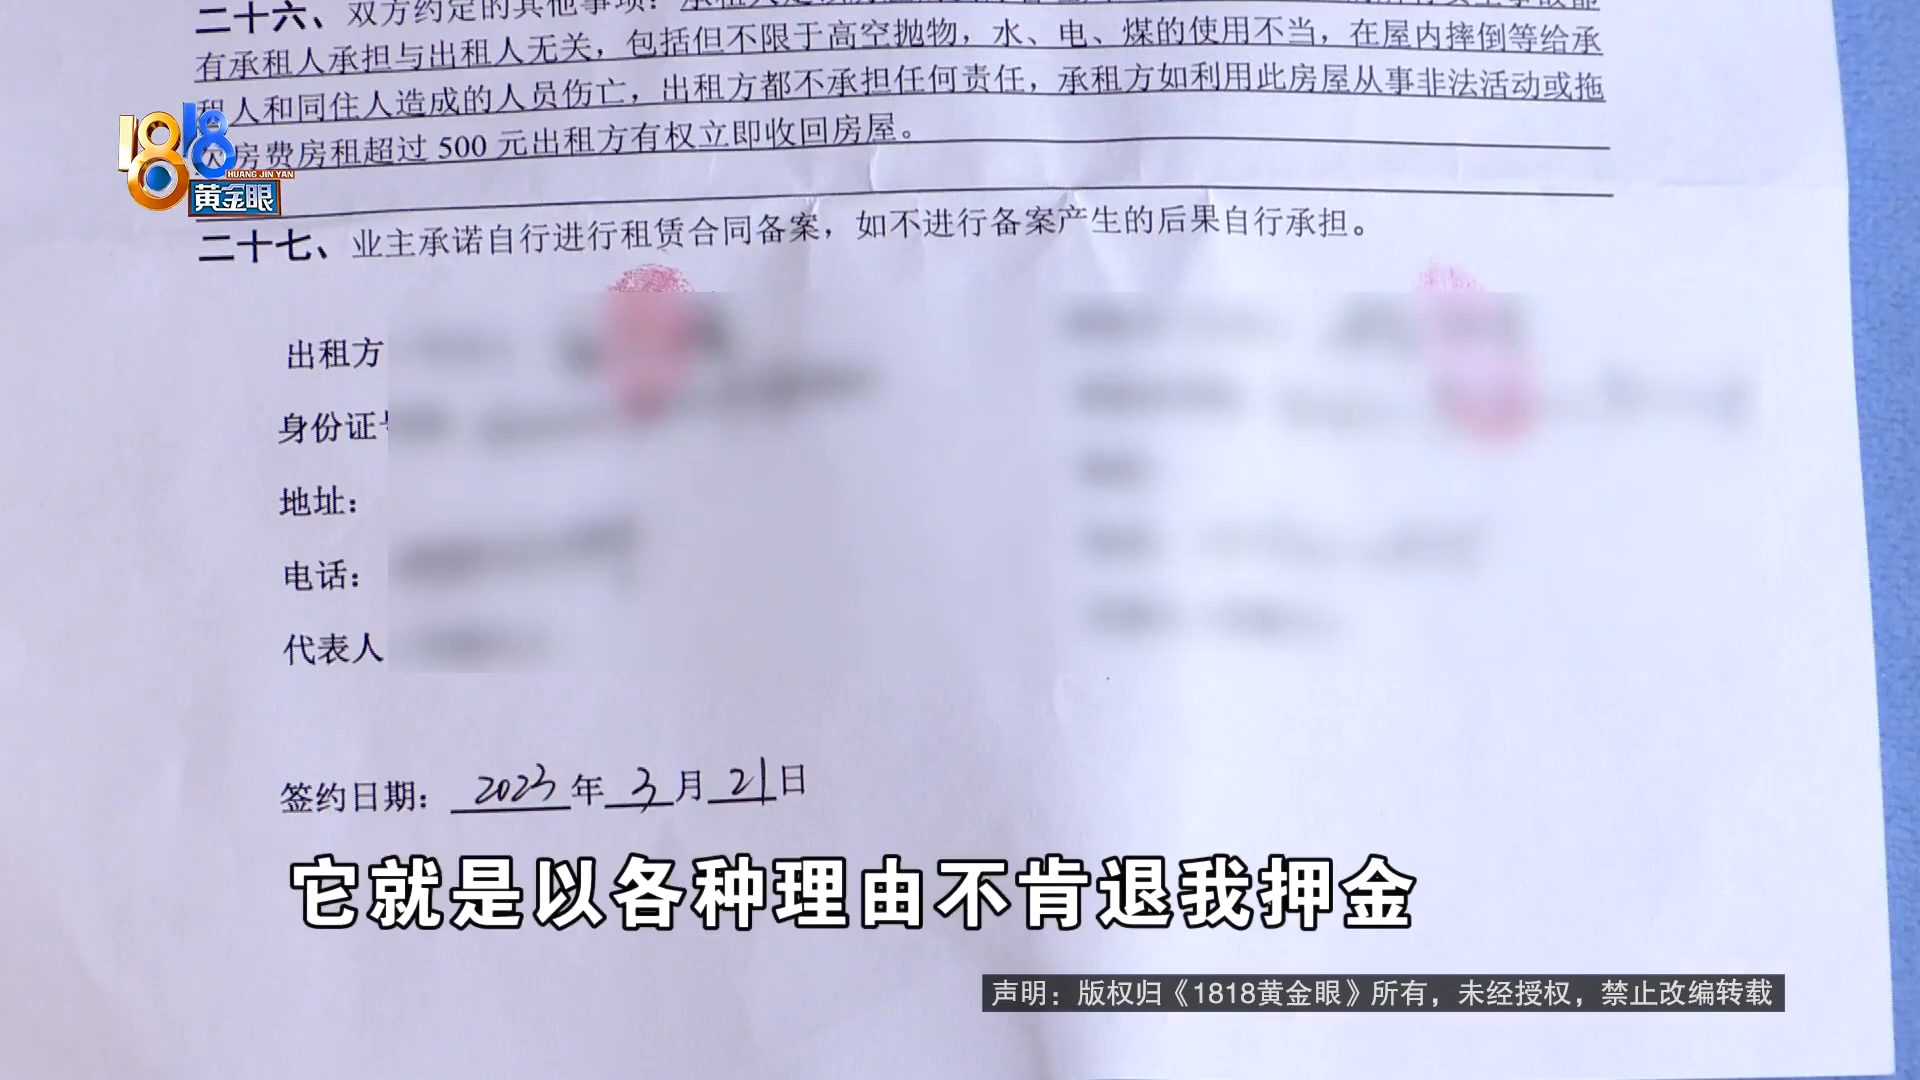 二十六、双方约定的其他事项:
有承租人承担与出租人无关，包括但不限于高空抛物，水、电、煤的使用不当，在屋内摔倒等给承
租人和同住人造成的人员伤亡，出租方都不承担任何责任，承租方如利用此房屋从事非法活动或拖
欠房费房租超过500元出租方有权立即收回房屋。
1818
HUANG JIN YAN
黄金眼
二十七、业主承诺自行进行租赁合同备案，如不进行备案产生的后果自行承担。
出租方
身份证号
地址：
电话：
代表人
签约日期：2023年3月21日
它就是以各种理由不肯退我押金
声明：版权归《1818黄金眼》所有，未经授权，禁止改编转载